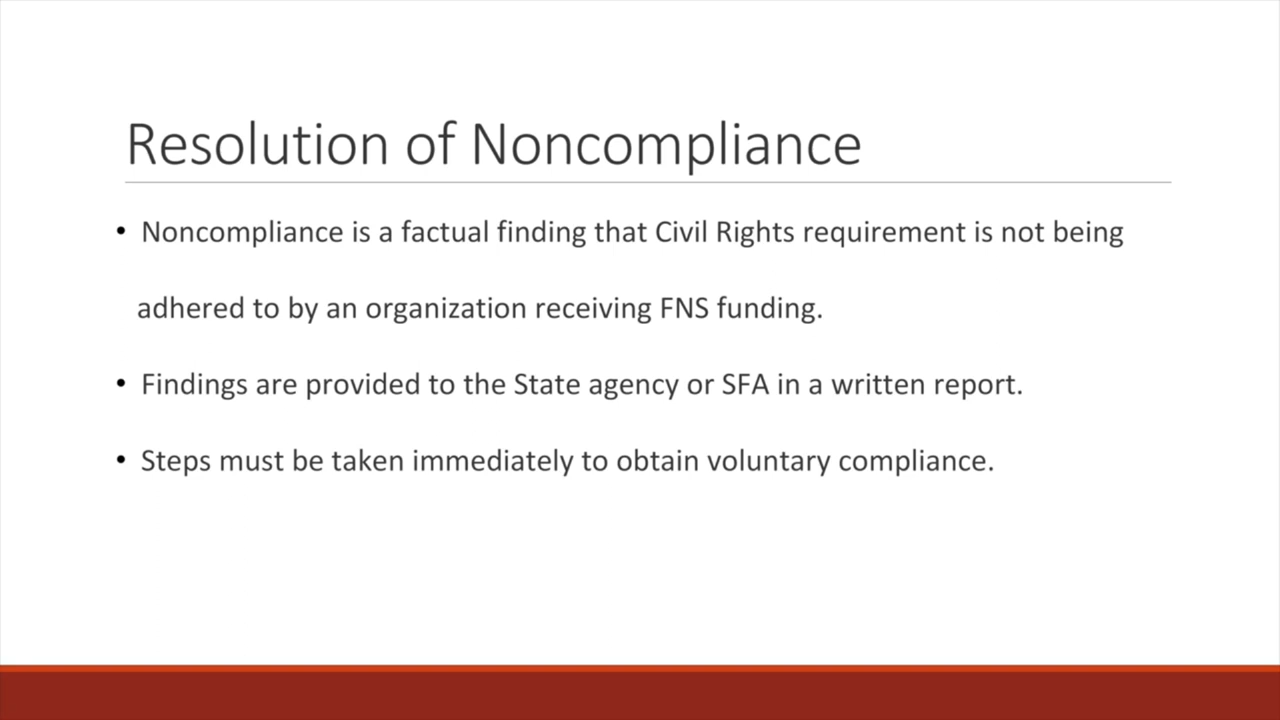 Resolution of Noncompliance
• Noncompliance is a factual finding that Civil Rights requirement is not being
adhered to by an organization receiving FNS funding.
• Findings are provided to the State agency or SFA in a written report.
• Steps must be taken immediately to obtain voluntary compliance.